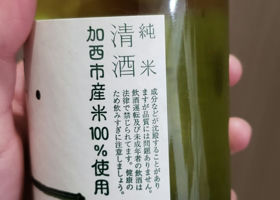 純米
清酒
加西市産米100%使用
成分などが沈殿することがあり
ますが品質には問題ありません。
飲酒運転及び未成年者の飲酒は
法律で禁じられてます。健康の
ため飲みすぎに注意しましょう。